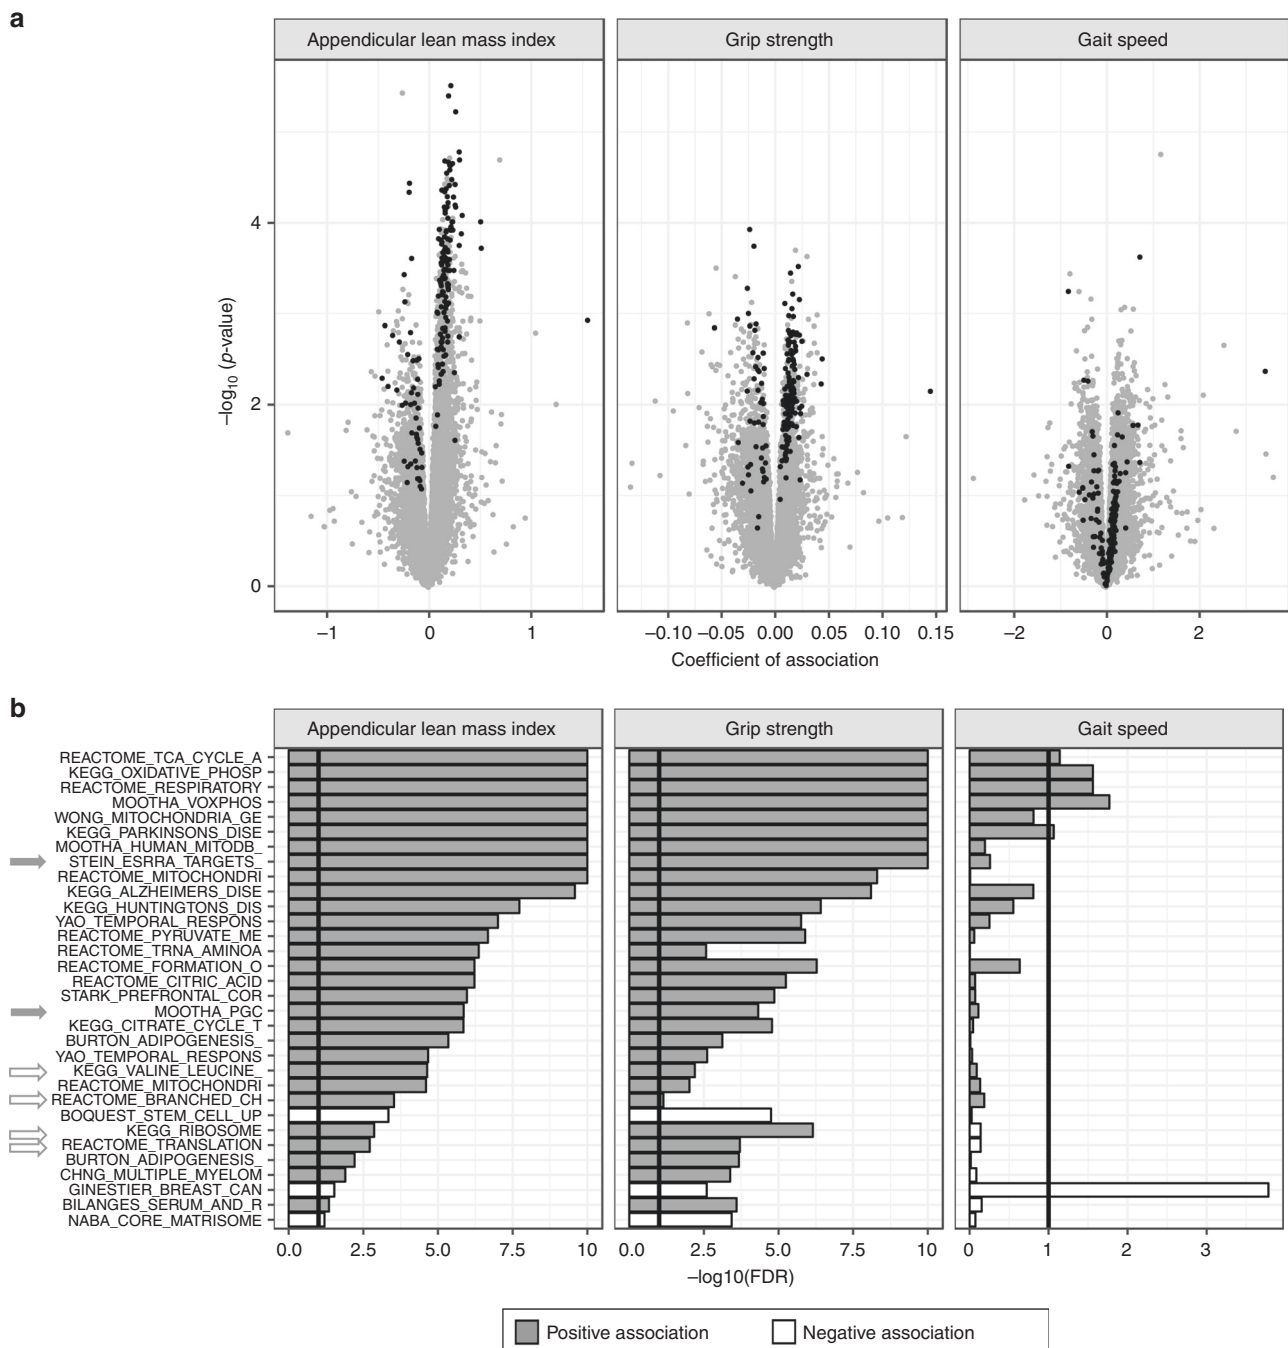 a
Appendicular lean mass index
Grip strength
Gait speed
4
2
0
–log10 (p-value)
–1
0
1
–0.10
–0.05
0.00
0.05
0.10
0.15
–2
0
2
Coefficient of association
b
Appendicular lean mass index
Grip strength
Gait speed
REACTOME_TCA_CYCLE_A
KEGG_OXIDATIVE_PHOSP
REACTOME_RESPIRATORY
MOOTHA_VOXPHOS
WONG_MITOCHONDRIA_GE
KEGG_PARKINSONS_DISE
MOOTHA_HUMAN_MITODB_
STEIN_ESRRA_TARGETS_
REACTOME_MITOCHONDRI
KEGG_ALZHEIMERS_DISE
KEGG_HUNTINGTONS_DIS
YAO_TEMPORAL_RESPONS
REACTOME_PYRUVATE_ME
REACTOME_TRNA_AMINOA
REACTOME_FORMATION_O
REACTOME_CITRIC_ACID
STARK_PREFRONTAL_COR
MOOTHA_PGC
KEGG_CITRATE_CYCLE_T
BURTON_ADIPOGENESIS_
YAO_TEMPORAL_RESPONS
KEGG_VALINE_LEUCINE_
REACTOME_MITOCHONDRI
REACTOME_BRANCHED_CH
BOQUEST_STEM_CELL_UP
KEGG_RIBOSOME
REACTOME_TRANSLATION
BURTON_ADIPOGENESIS_
CHNG_MULTIPLE_MYELOM
GINESTIER_BREAST_CAN
BILANGES_SERUM_AND_R
NABA_CORE_MATRISOME
0.0
2.5
5.0
7.5
10
0.0
2.5
5.0
7.5
10
0
1
2
3
–log10(FDR)
Positive association
Negative association